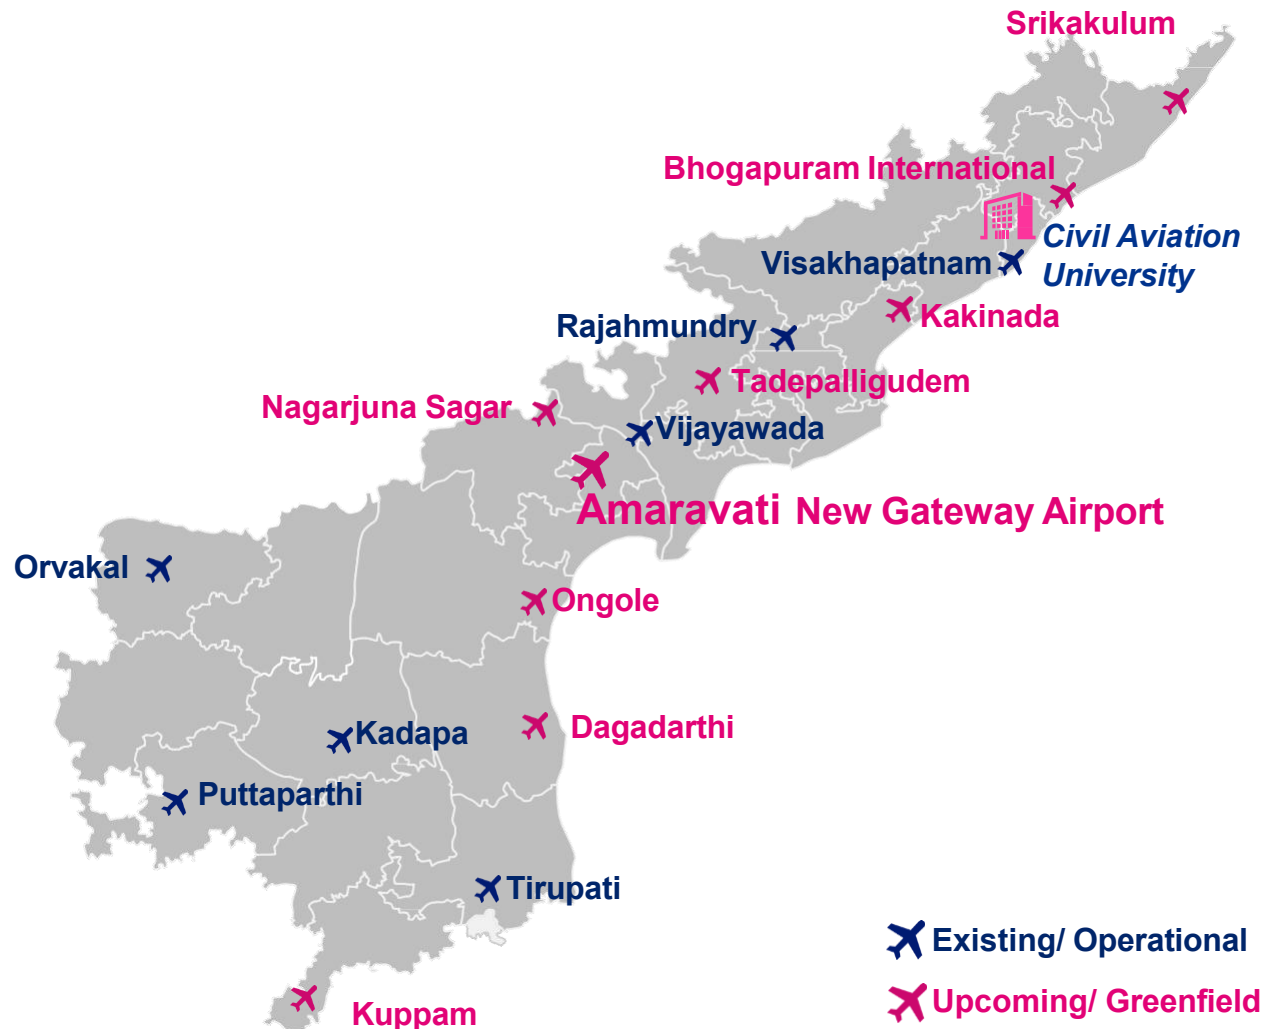 Srikakulum
Bhogapuram International
Civil Aviation
University
Visakhapatnam
Kakinada
Rajahmundry
Tadepalligudem
Nagarjuna Sagar
Vijayawada
Amaravati New Gateway Airport
Orvakal
Ongole
Dagadarthi
Kadapa
Puttaparthi
Tirupati
Existing/ Operational
Upcoming/ Greenfield
Kuppam